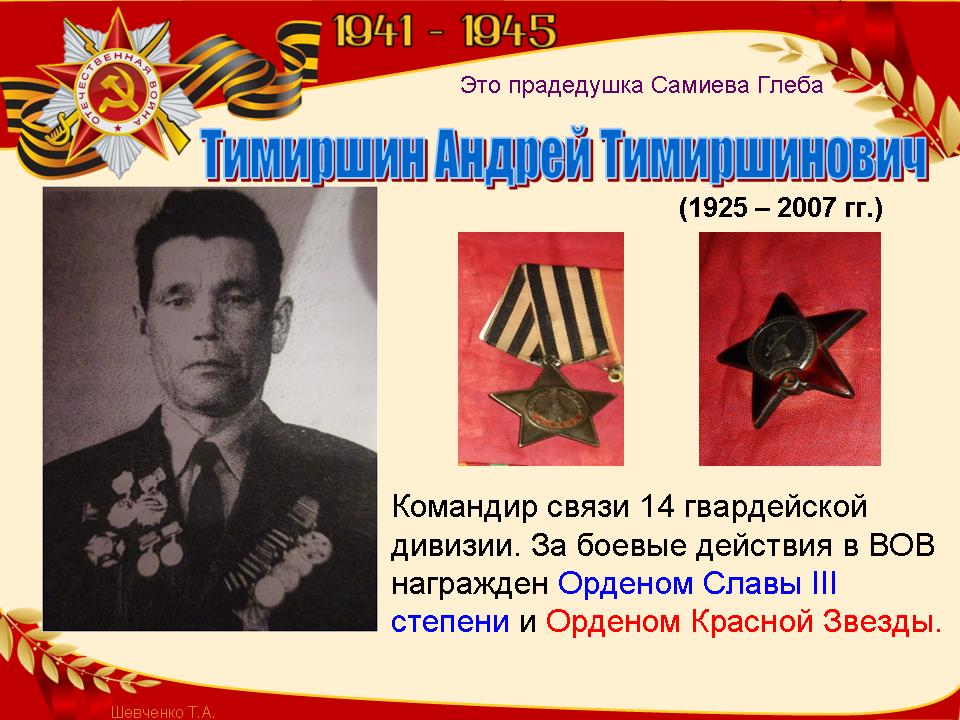 1941 - 1945
ОТЕЧЕСТВЕННАЯ ВОЙНА
Это прадедушка Самиева Глеба
Тимиршин Андрей Тимиршинович
(1925 – 2007 гг.)
Командир связи 14 гвардейской
дивизии. За боевые действия в ВОВ
награжден Орденом Славы III
степени и Орденом Красной Звезды.
Шевченко Т.А.